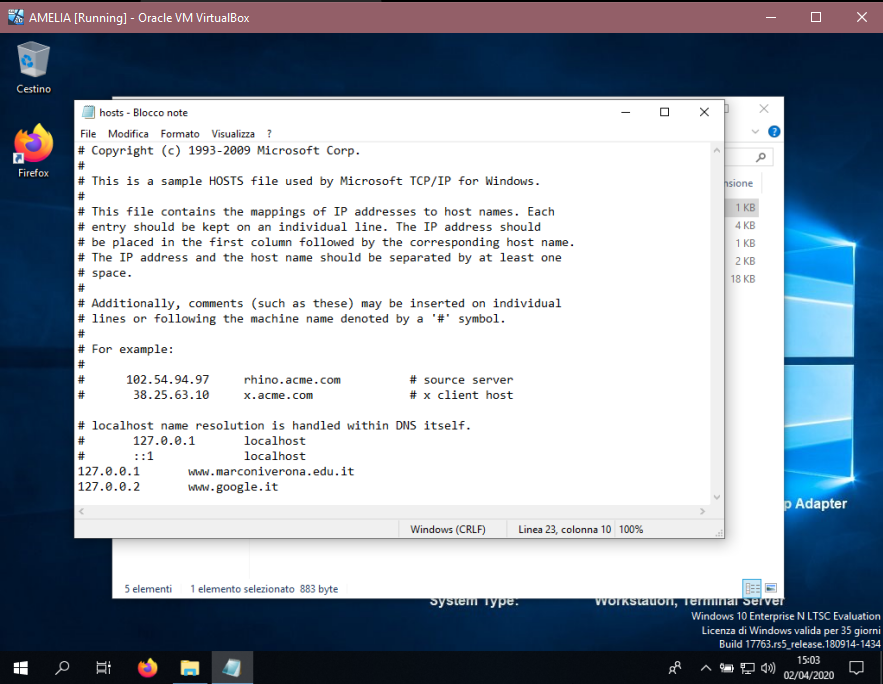 AMELIA [Running] - Oracle VM VirtualBox
Cestino
Firefox
hosts - Blocco note
File Modifica Formato Visualizza ?
# Copyright (c) 1993-2009 Microsoft Corp.
#
# This is a sample HOSTS file used by Microsoft TCP/IP for Windows.
#
# This file contains the mappings of IP addresses to host names. Each
# entry should be kept on an individual line. The IP address should
# be placed in the first column followed by the corresponding host name.
# The IP address and the host name should be separated by at least one
# space.
#
# Additionally, comments (such as these) may be inserted on individual
# lines or following the machine name denoted by a '#' symbol.
#
# For example:
#
# 102.54.94.97 rhino.acme.com # source server
# 38.25.63.10 x.acme.com # x client host
# localhost name resolution is handled within DNS itself.
# 127.0.0.1 localhost
# ::1 localhost
127.0.0.1 www.marconiverona.edu.it
127.0.0.2 www.google.it
Windows (CRLF) Linea 23, colonna 10 100%
nsione
1 KB
4 KB
1 KB
2 KB
18 KB
p Adapter
5 elementi 1 elemento selezionato 883 byte
System Type: Workstation, Terminal Server
Windows 10 Enterprise N LTSC Evaluation
Licenza di Windows valida per 35 giorni
Build 17763.rs5_release.180914-1434
15:03
02/04/2020